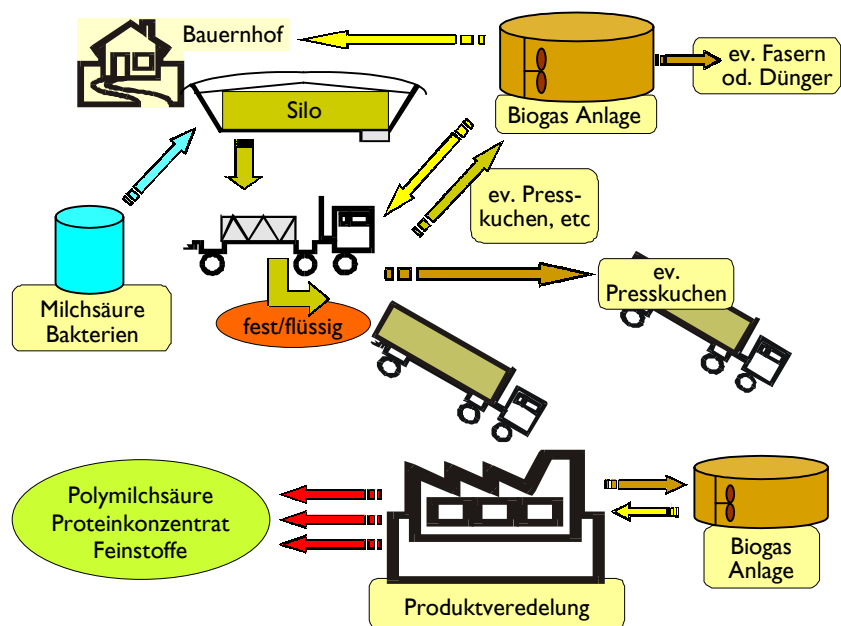 Bauernhof
ev. Fasern
od. Dünger
Silo
Biogas Anlage
ev. Press-
kuchen, etc
Milchsäure
Bakterien
fest/flüssig
ev.
Presskuchen
Polymilchsäure
Proteinkonzentrat
Feinstoffe
Biogas
Anlage
Produktveredelung